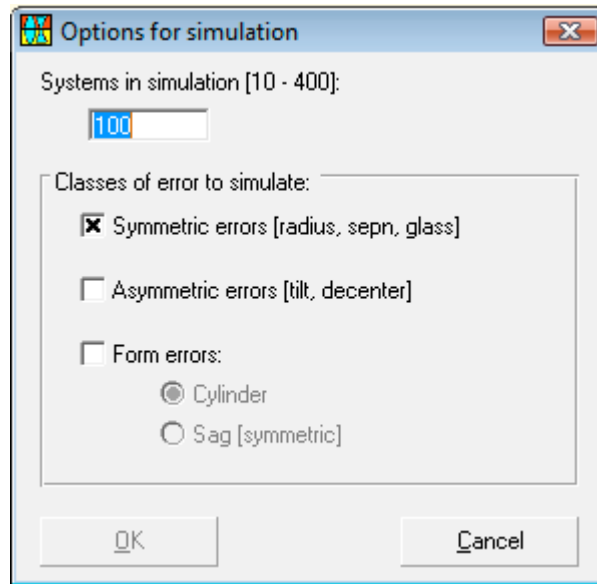 Options for simulation
Systems in simulation [10 - 400]:
100
Classes of error to simulate:
Symmetric errors [radius, sepn, glass]
Asymmetric errors [tilt, decenter]
Form errors:
Cylinder
Sag [symmetric]
OK Cancel